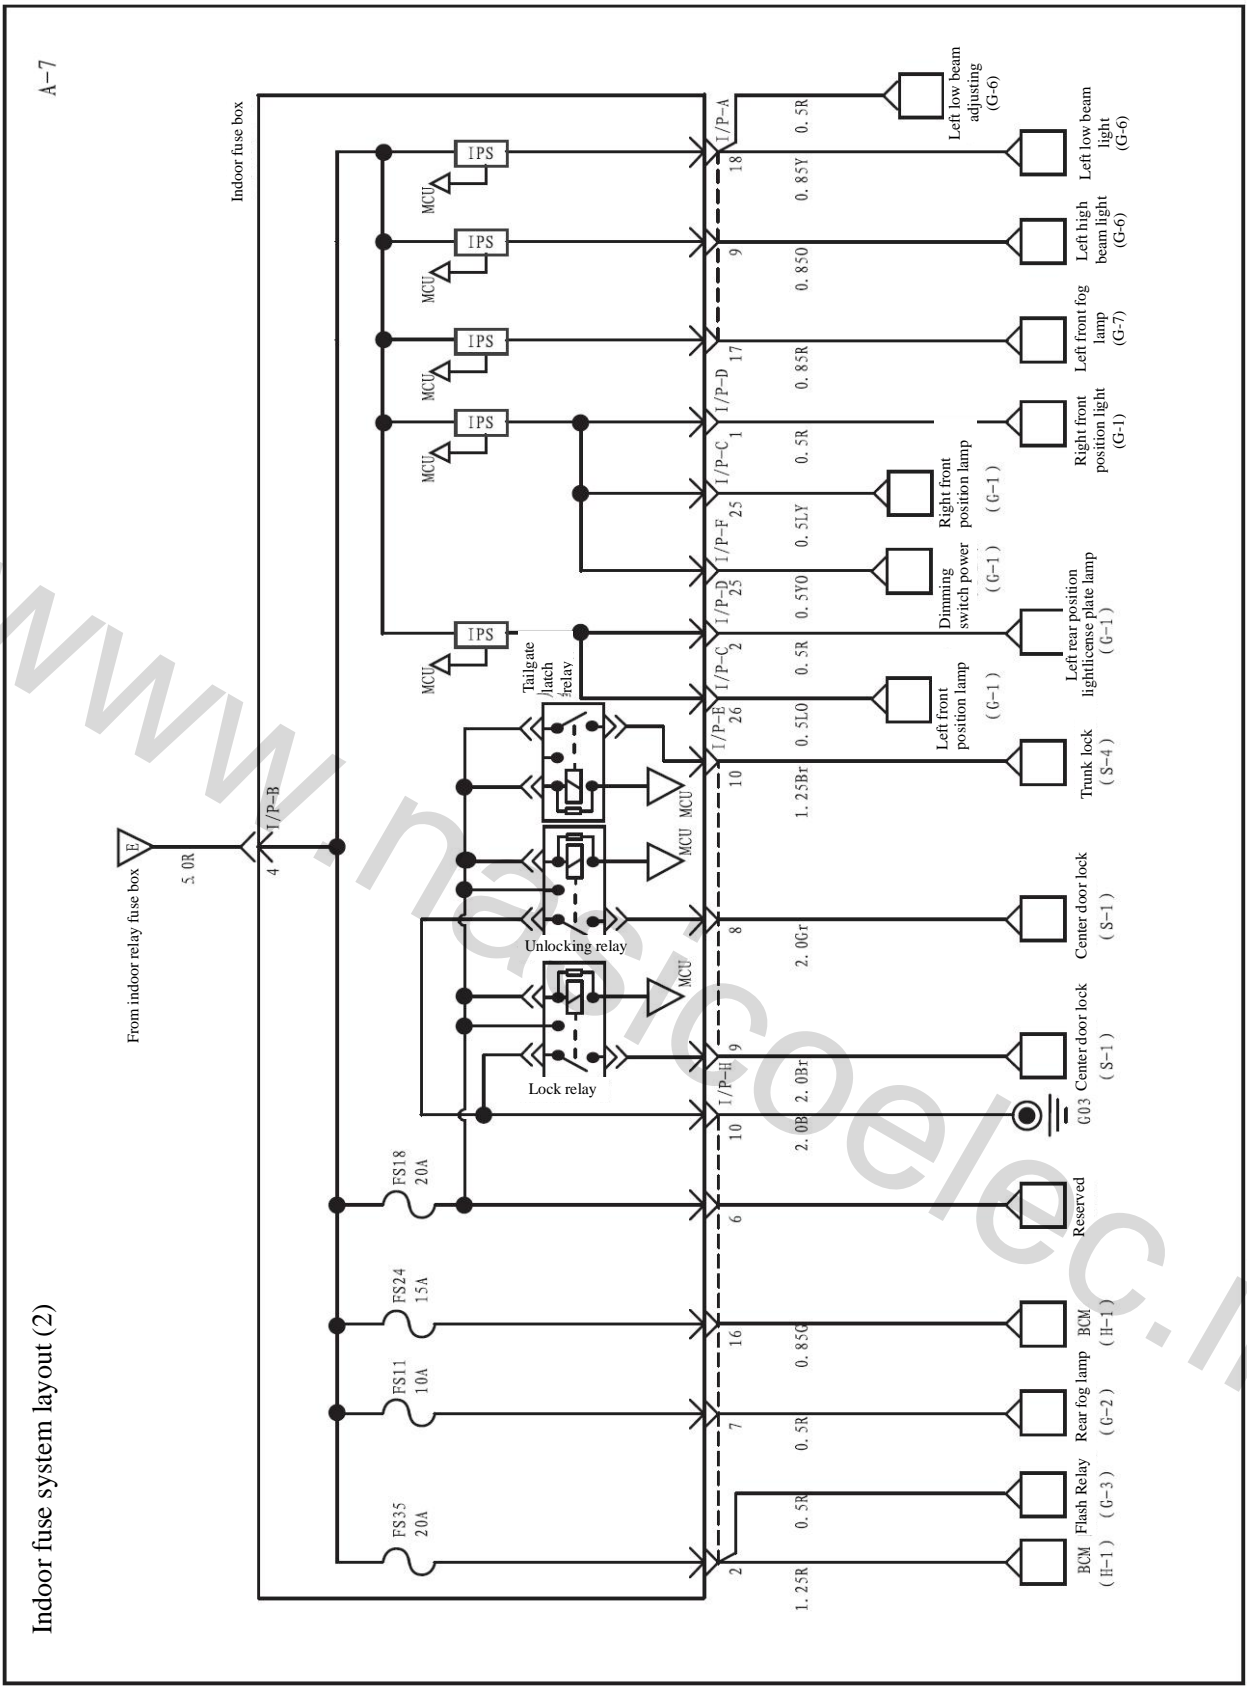 Indoor fuse system layout (2)
A-7
From indoor relay fuse box
E
5.0R
4
I/P-B
Indoor fuse box
FS35
20A
FS11
10A
FS24
15A
FS18
20A
MCU
IPS
MCU
IPS
MCU
IPS
MCU
IPS
MCU
IPS
Lock relay
MCU
Unlocking relay
MCU
Tailgate
latch
relay
MCU
2
7
16
6
10
I/P-H
9
8
10
I/P-E
26
I/P-C
2
I/P-D
25
I/P-F
25
I/P-C
1
I/P-D
17
9
18
I/P-A
1.25R
0.5R
0.5R
0.85G
2.0B
2.0Br
2.0Gr
1.25Br
0.5LO
0.5R
0.5YO
0.5LY
0.5R
0.85R
0.85O
0.85Y
0.5R
BCM
(H-1)
Flash Relay
(G-3)
Rear fog lamp
(G-2)
BCM
(H-1)
Reserved
G03
Center door lock
(S-1)
Center door lock
(S-1)
Trunk lock
(S-4)
Left front
position lamp
(G-1)
Left rear position
lightlicense plate lamp
(G-1)
Dimming
switch power
(G-1)
Right front
position lamp
(G-1)
Right front
position light
(G-1)
Left front fog
lamp
(G-7)
Left high
beam light
(G-6)
Left low beam
light
(G-6)
Left low beam
adjusting
(G-6)
www.nasicoelec.ir